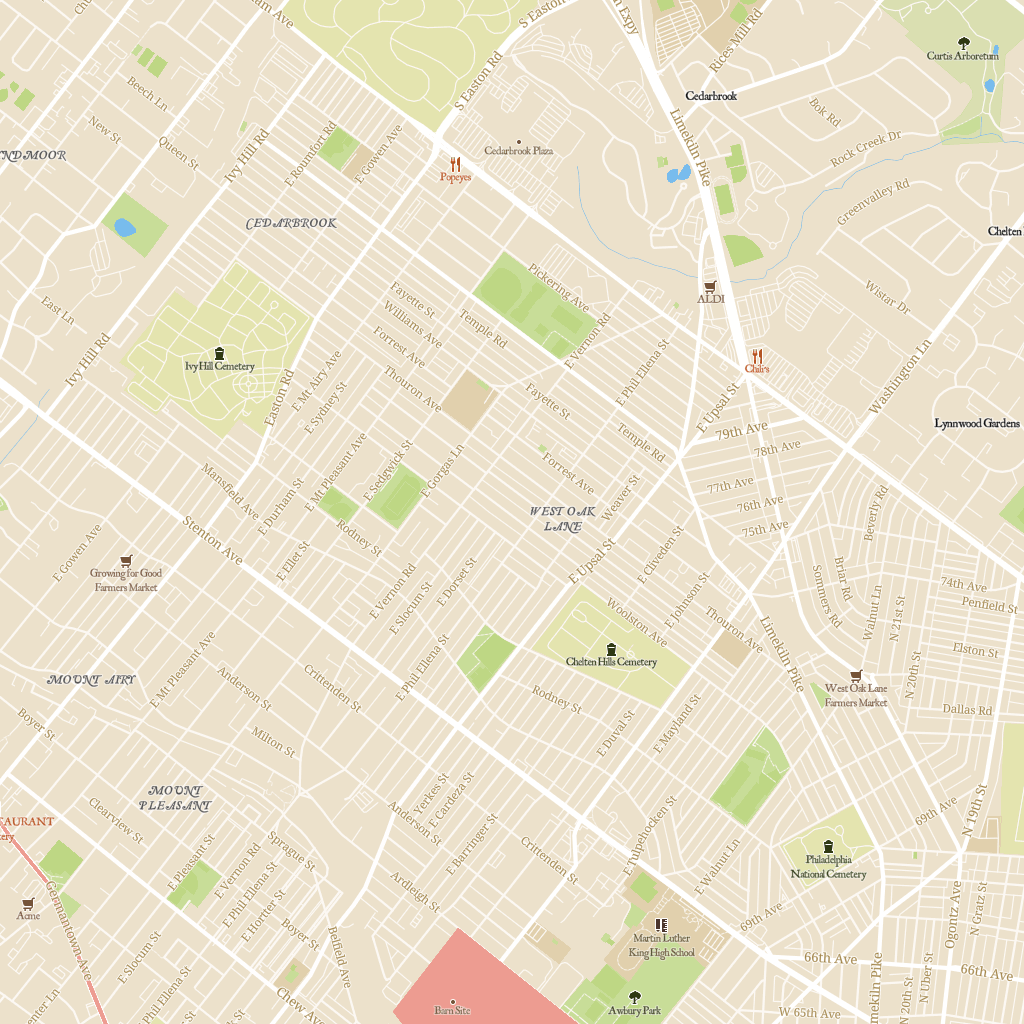 S Easton Rd
Rices Mill Rd
Curtis Arboretum
S Easton Rd
Beech Ln
Cedarbrook
Bok Rd
Limekiln Pike
New St
Queen St
Ivy Hill Rd
E Roumfort Rd
E Gowen Ave
Cedarbrook Plaza
Popeyes
Rock Creek Dr
Greenvalley Rd
CEDARBROOK
Chelten
East Ln
Pickering Ave
ALDI
Wistar Dr
Fayette St
Williams Ave
Temple Rd
E Vernon Rd
Forrest Ave
Ivy Hill Rd
Ivy Hill Cemetery
E Mt Airy Ave
E Phil Ellena St
Chili's
Washington Ln
Easton Rd
E Sydney St
Thouron Ave
Fayette St
E Upsal St
79th Ave
Lynnwood Gardens
78th Ave
Temple Rd
E Mt Pleasant Ave
E Sedgwick St
E Gorgas Ln
Forrest Ave
77th Ave
76th Ave
75th Ave
Mansfield Ave
E Durham St
Weaver St
WEST OAK
LANE
Beverly Rd
Stenton Ave
Rodney St
E Gowen Ave
E Ellet St
Growing for Good
Farmers Market
E Upsal St
E Cliveden St
E Vernon Rd
E Slocum St
E Dorset St
Briar Rd
Sommers Rd
Walnut Ln
N 21st St
74th Ave
Penfield St
E Johnson St
Woolston Ave
Thouron Ave
Limekiln Pike
Elston St
E Mt Pleasant Ave
E Phil Ellena St
Chelten Hills Cemetery
N 20th St
MOUNT AIRY
Anderson St
Crittenden St
Rodney St
West Oak Lane
Farmers Market
Dallas Rd
Boyer St
Milton St
E Duval St
E Mayland St
MOUNT
PLEASANT
Clearview St
Yerkes St
E Cardeza St
Anderson St
E Barringer St
E Tulpehocken St
69th Ave
N 19th St
E Pleasant St
E Vernon Rd
Sprague St
Crittenden St
E Walnut Ln
Philadelphia
National Cemetery
Germantown Ave
Acme
E Phil Ellena St
E Hortter St
Ardleigh St
69th Ave
N Gratz St
Ogontz Ave
Boyer St
Belfield Ave
Martin Luther
King High School
E Slocum St
66th Ave
66th Ave
N Uber St
N 20th St
Phil Ellena St
Chew Ave
Barn Site
Awbury Park
W 65th Ave